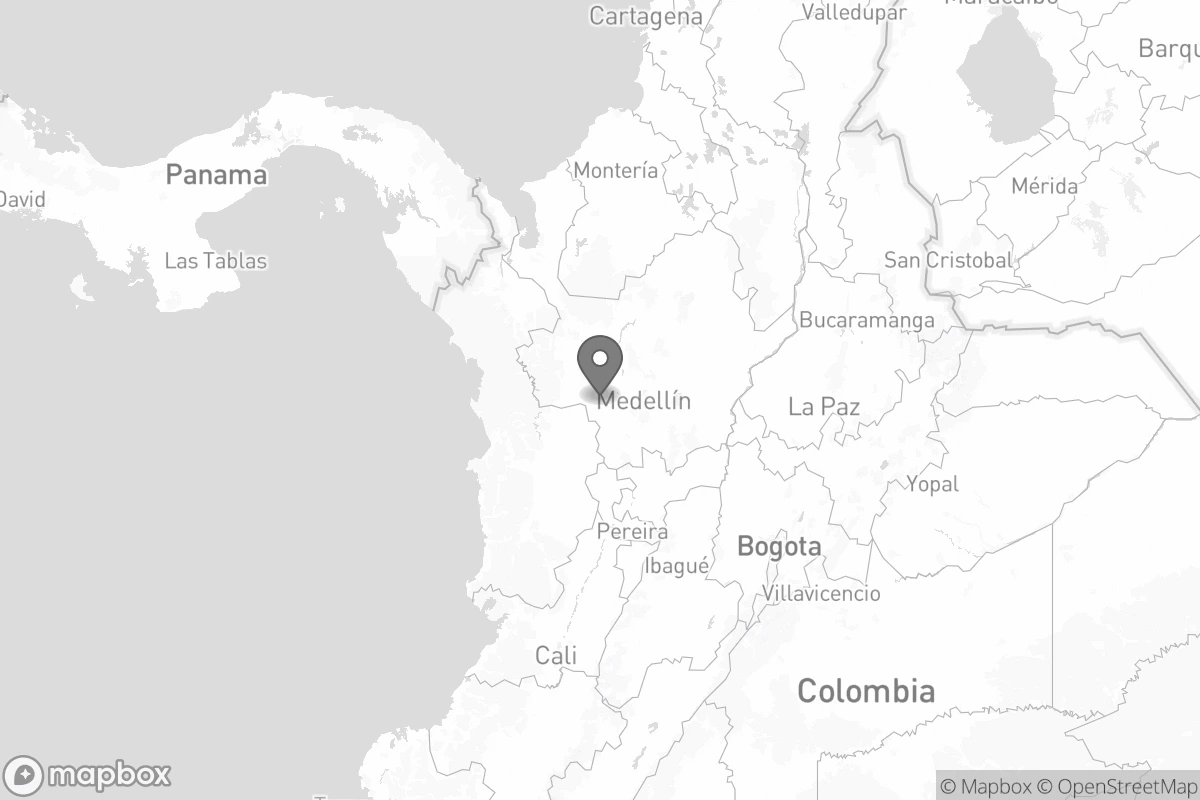 Cartagena
Valledupar
Maracaibo
Barqu
Panama
Montería
Mérida
David
Las Tablas
San Cristobal
Bucaramanga
Medellín
La Paz
Yopal
Pereira
Bogota
Ibagué
Villavicencio
Cali
Colombia
mapbox
© Mapbox © OpenStreetMap